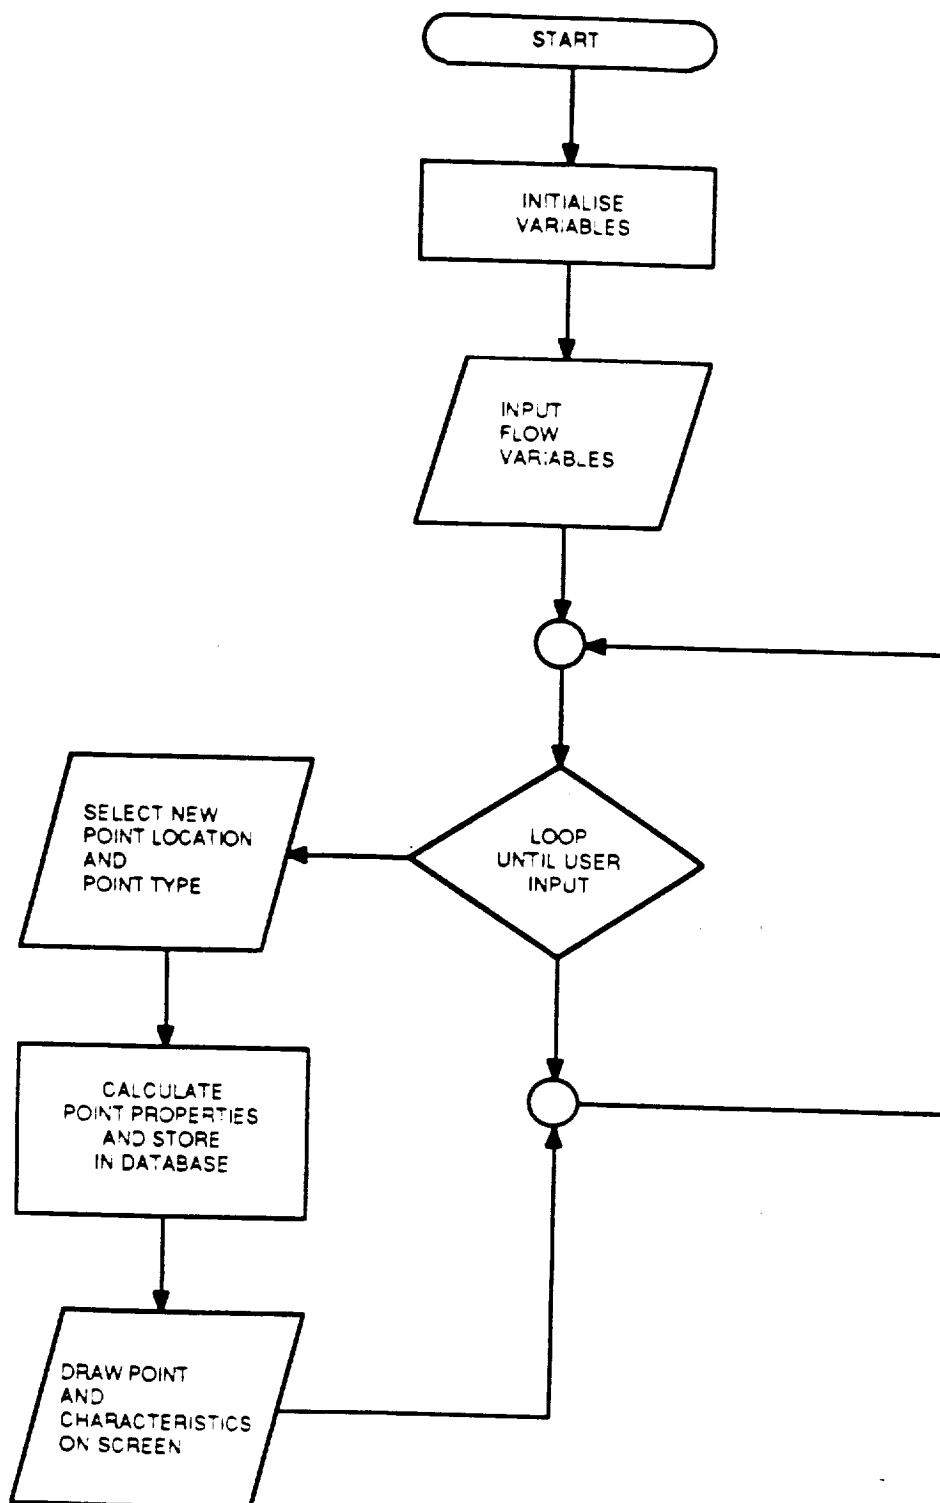 START
INITIALISE
VARIABLES
INPUT
FLOW
VARIABLES
SELECT NEW
POINT LOCATION
AND
POINT TYPE
LOOP
UNTIL USER
INPUT
CALCULATE
POINT PROPERTIES
AND STORE
IN DATABASE
DRAW POINT
AND
CHARACTERISTICS
ON SCREEN